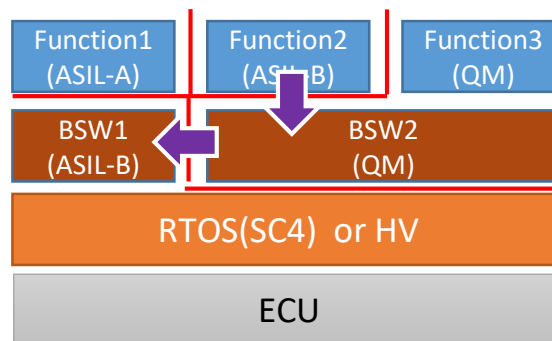 Function1
(ASIL-A)
Function2
(ASIL-B)
Function3
(QM)
BSW1
(ASIL-B)
BSW2
(QM)
RTOS(SC4) or HV
ECU